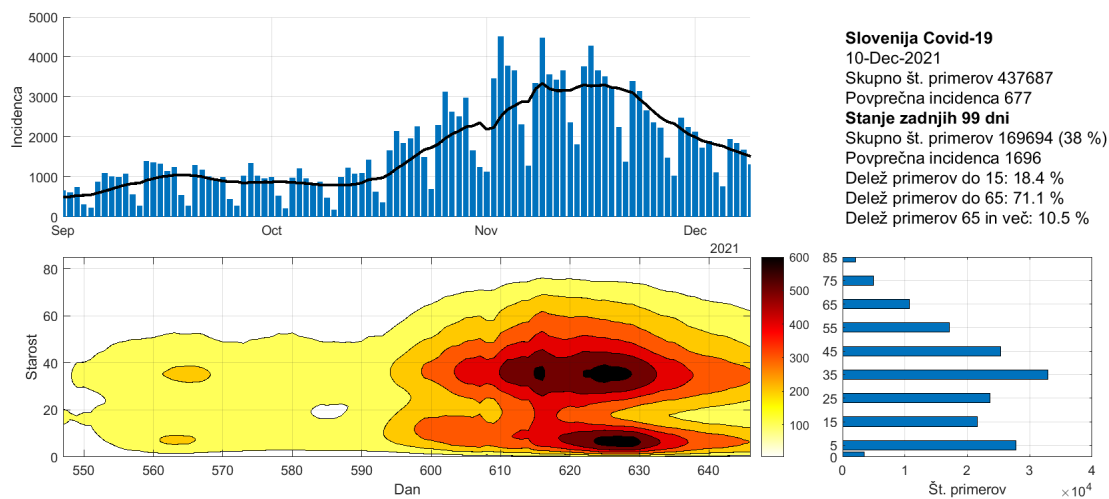 5000
4000
3000
2000
1000
0
Incidenca
Sep
Oct
Nov
Dec
2021
Slovenija Covid-19
10-Dec-2021
Skupno št. primerov 437687
Povprečna incidenca 677
Stanje zadnjih 99 dni
Skupno št. primerov 169694 (38 %)
Povprečna incidenca 1696
Delež primerov do 15: 18.4 %
Delež primerov do 65: 71.1 %
Delež primerov 65 in več: 10.5 %
80
60
40
20
0
Starost
550
560
570
580
590
600
610
620
630
640
Dan
600
500
400
300
200
100
85
75
65
55
45
35
25
15
5
0
0
1
2
3
4
Št. primerov
×10⁴